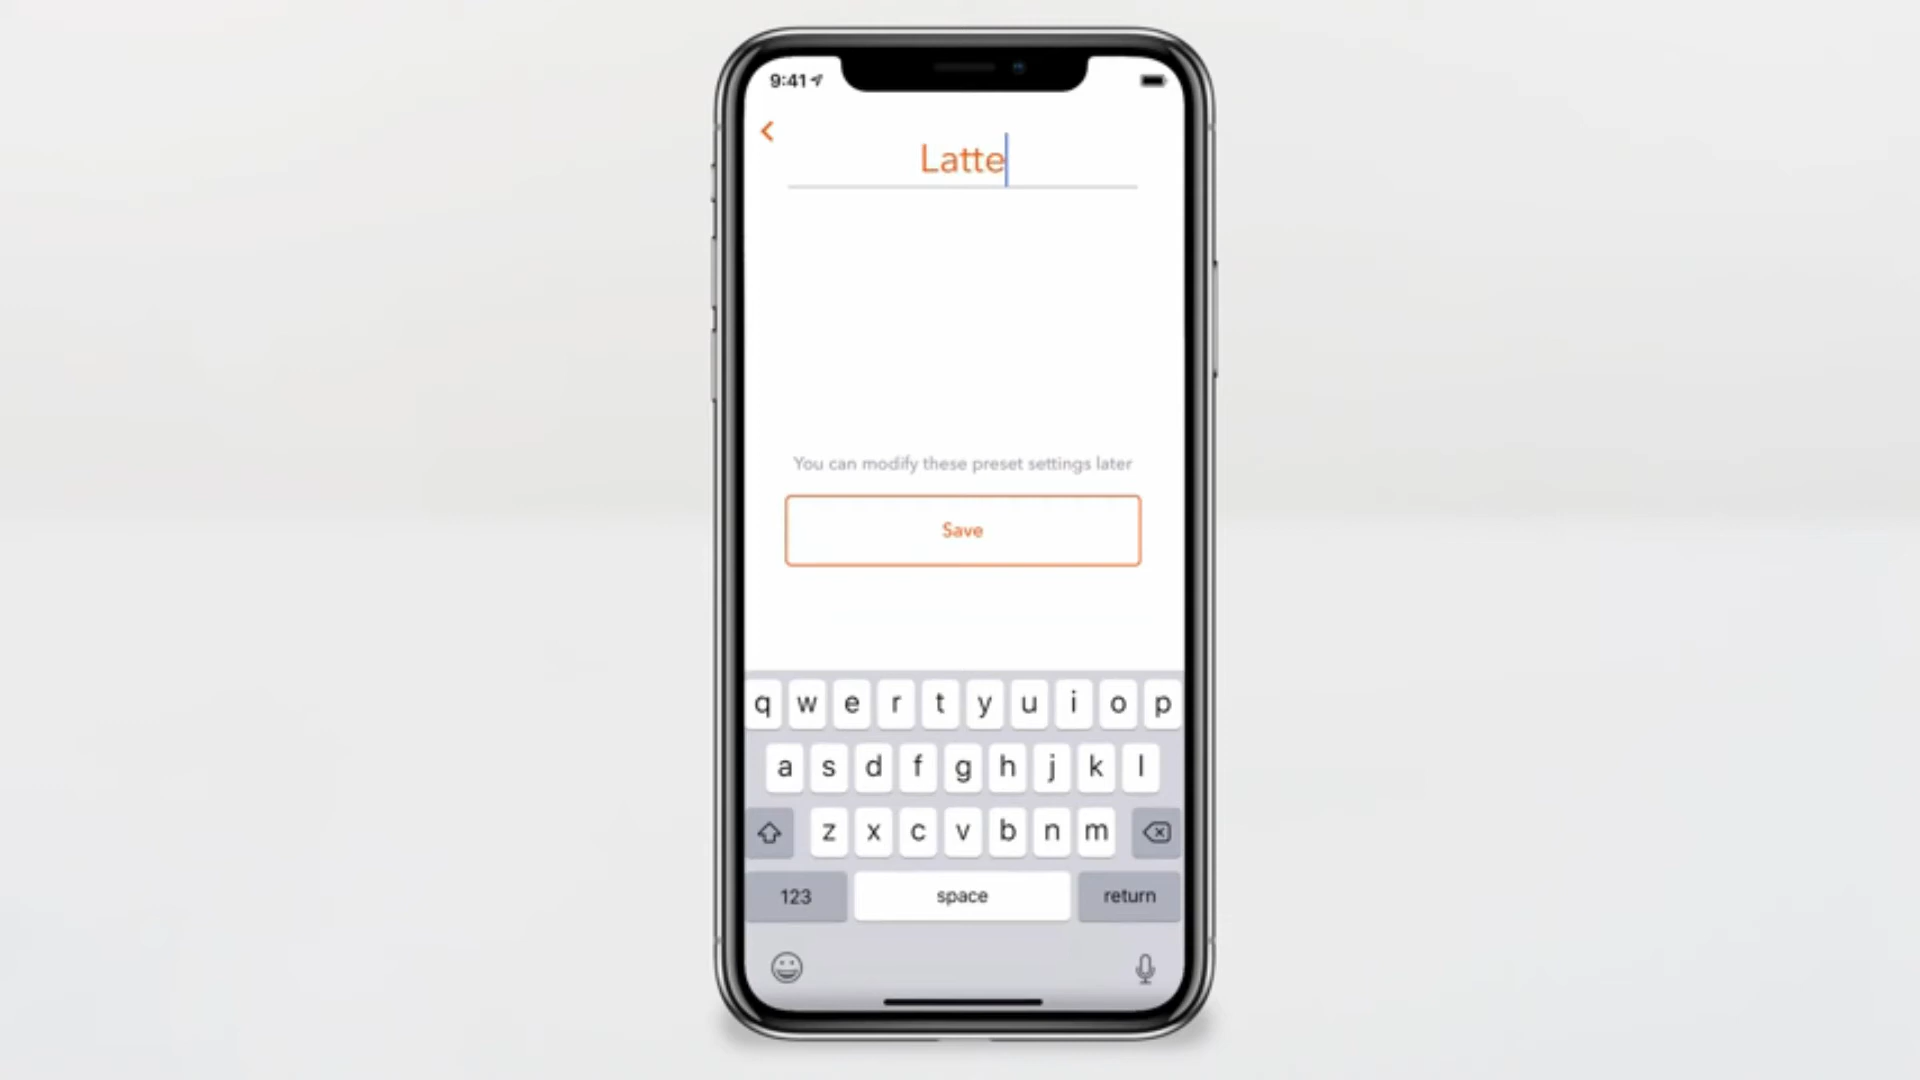 9:41
Latte
You can modify these preset settings later
Save
q w e r t y u i o p
a s d f g h j k l
z x c v b n m
123 space return